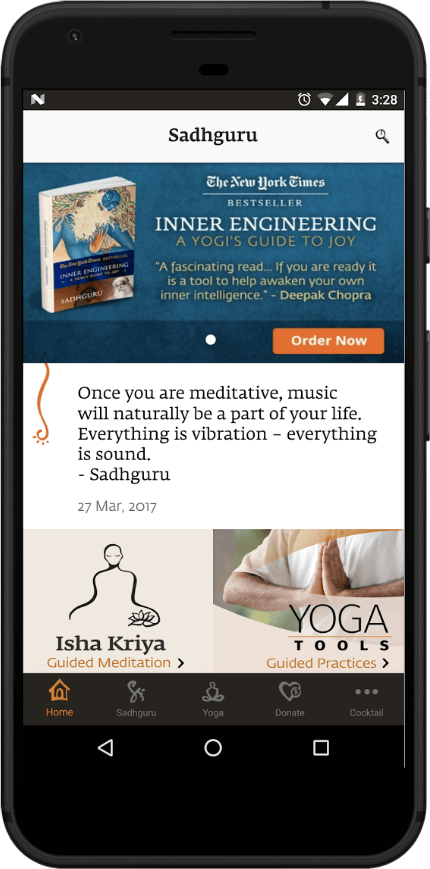 3:28
Sadhguru
The New York Times
BESTSELLER
INNER ENGINEERING
A YOGI'S GUIDE TO JOY
"A fascinating read... If you are ready it
is a tool to help awaken your own
inner intelligence." - Deepak Chopra
The New York Times BESTSELLER
INNER ENGINEERING
A YOGI'S GUIDE TO JOY
SADHGURU
Order Now
Once you are meditative, music
will naturally be a part of your life.
Everything is vibration – everything
is sound.
- Sadhguru
27 Mar, 2017
Isha Kriya
Guided Meditation >
YOGA
TOOLS
Guided Practices >
Home
Sadhguru
Yoga
Donate
Cocktail